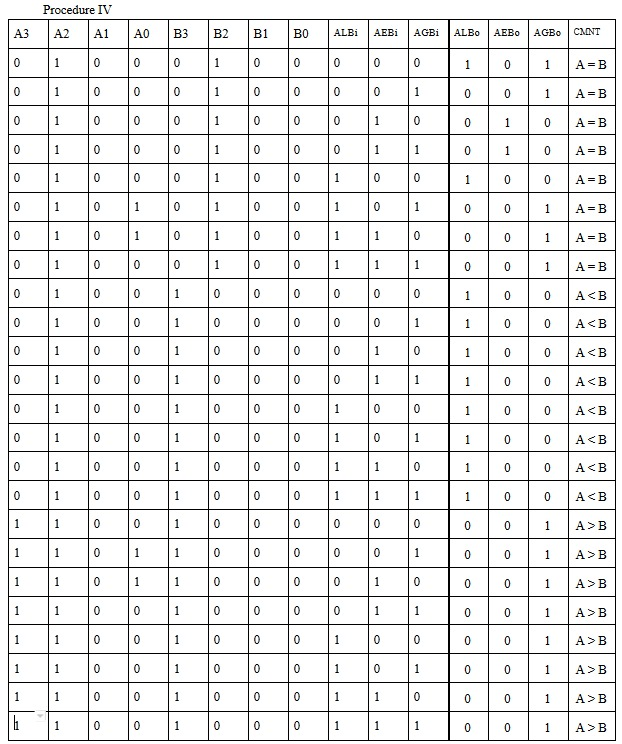 Procedure IV
A3 A2 A1 A0 B3 B2 B1 B0 ALBi AEBi AGBi ALBo AEBo AGBo CMNT
0 1 0 0 0 1 0 0 0 0 0 1 0 1 A = B
0 1 0 0 0 1 0 0 0 0 1 0 0 1 A = B
0 1 0 0 0 1 0 0 0 1 0 0 1 0 A = B
0 1 0 0 0 1 0 0 0 1 1 0 1 0 A = B
0 1 0 0 0 1 0 0 1 0 0 1 0 0 A = B
0 1 0 1 0 1 0 0 1 0 1 0 0 1 A = B
0 1 0 1 0 1 0 0 1 1 0 0 0 1 A = B
0 1 0 0 0 1 0 0 1 1 1 0 0 1 A = B
0 1 0 0 1 0 0 0 0 0 0 1 0 0 A < B
0 1 0 0 1 0 0 0 0 0 1 1 0 0 A < B
0 1 0 0 1 0 0 0 0 1 0 1 0 0 A < B
0 1 0 0 1 0 0 0 0 1 1 1 0 0 A < B
0 1 0 0 1 0 0 0 1 0 0 1 0 0 A < B
0 1 0 0 1 0 0 0 1 0 1 1 0 0 A < B
0 1 0 0 1 0 0 0 1 1 0 1 0 0 A < B
0 1 0 0 1 0 0 0 1 1 1 1 0 0 A < B
1 1 0 0 1 0 0 0 0 0 0 0 0 1 A > B
1 1 0 1 1 0 0 0 0 0 1 0 0 1 A > B
1 1 0 1 1 0 0 0 0 1 0 0 0 1 A > B
1 1 0 0 1 0 0 0 0 1 1 0 0 1 A > B
1 1 0 0 1 0 0 0 1 0 0 0 0 1 A > B
1 1 0 0 1 0 0 0 1 0 1 0 0 1 A > B
1 1 0 0 1 0 0 0 1 1 0 0 0 1 A > B
1 1 0 0 1 0 0 0 1 1 1 0 0 1 A > B